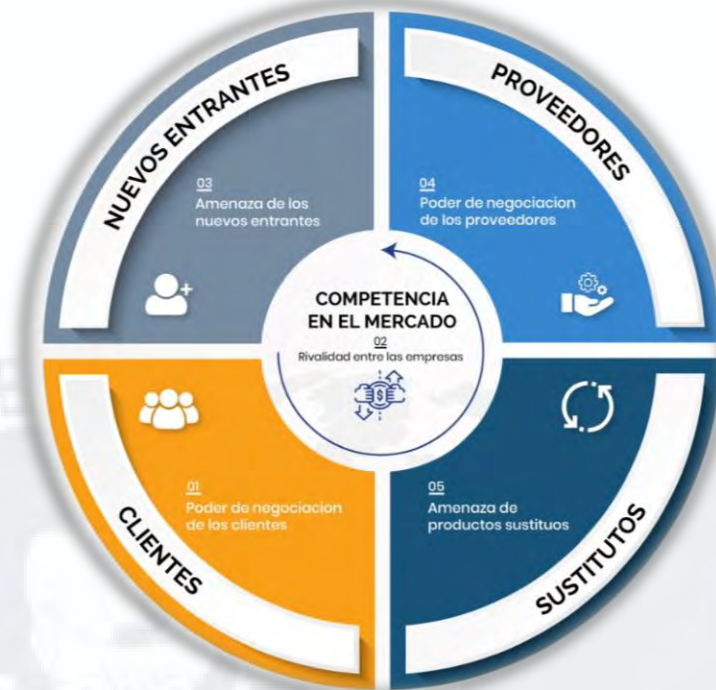 NUEVOS ENTRANTES
03
Amenaza de los
nuevos entrantes
PROVEEDORES
04
Poder de negociacion
de los proveedores
COMPETENCIA
EN EL MERCADO
02
Rivalidad entre las empresas
$
01
Poder de negociacion
de los clientes
CLIENTES
05
Amenaza de
productos sustituos
SUSTITUTOS